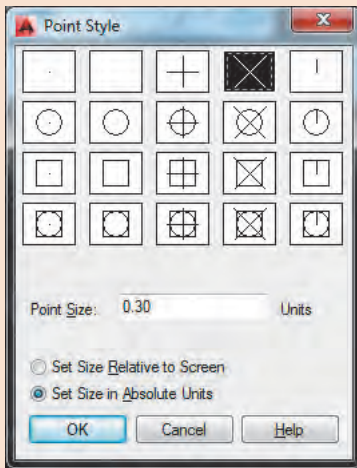 Point Style
Point Size: 0.30 Units
Set Size Relative to Screen
Set Size in Absolute Units
OK Cancel Help